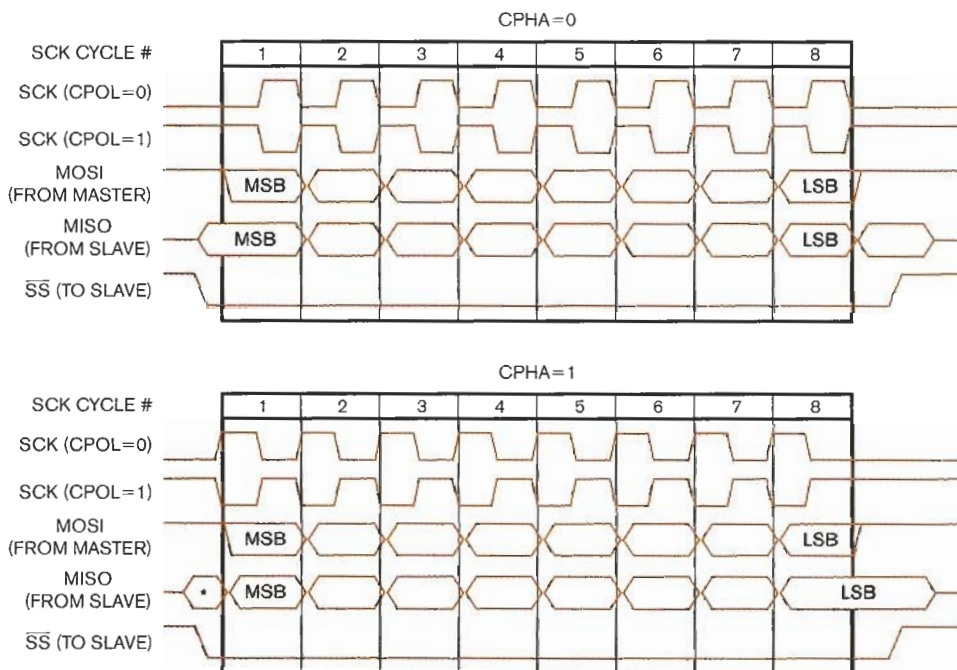 CPHA=0
SCK CYCLE # 1 2 3 4 5 6 7 8
SCK (CPOL=0)
SCK (CPOL=1)
MOSI
(FROM MASTER) MSB LSB
MISO
(FROM SLAVE) MSB LSB
SS (TO SLAVE)
CPHA=1
SCK CYCLE # 1 2 3 4 5 6 7 8
SCK (CPOL=0)
SCK (CPOL=1)
MOSI
(FROM MASTER) MSB LSB
MISO
(FROM SLAVE) * MSB LSB
SS (TO SLAVE)